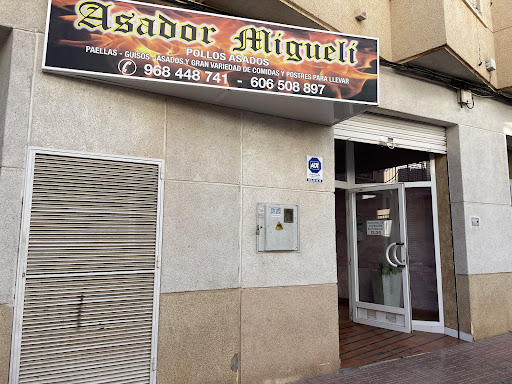 Asador Migueli
POLLOS ASADOS
PAELLAS - GUISOS - ASADOS Y GRAN VARIEDAD DE COMIDAS Y POSTRES PARA LLEVAR
968 448 741 - 606 508 897
ADT